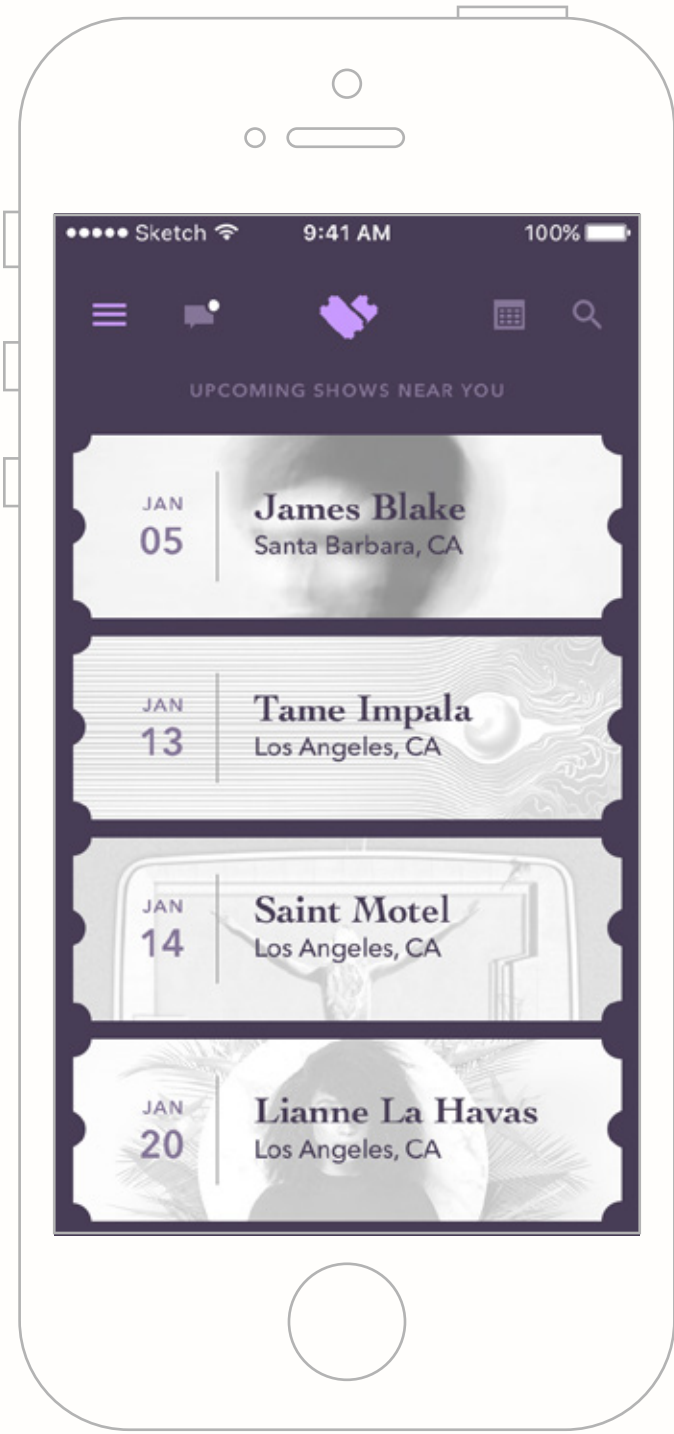 Sketch 9:41 AM 100%
UPCOMING SHOWS NEAR YOU
JAN
05
James Blake
Santa Barbara, CA
JAN
13
Tame Impala
Los Angeles, CA
JAN
14
Saint Motel
Los Angeles, CA
JAN
20
Lianne La Havas
Los Angeles, CA